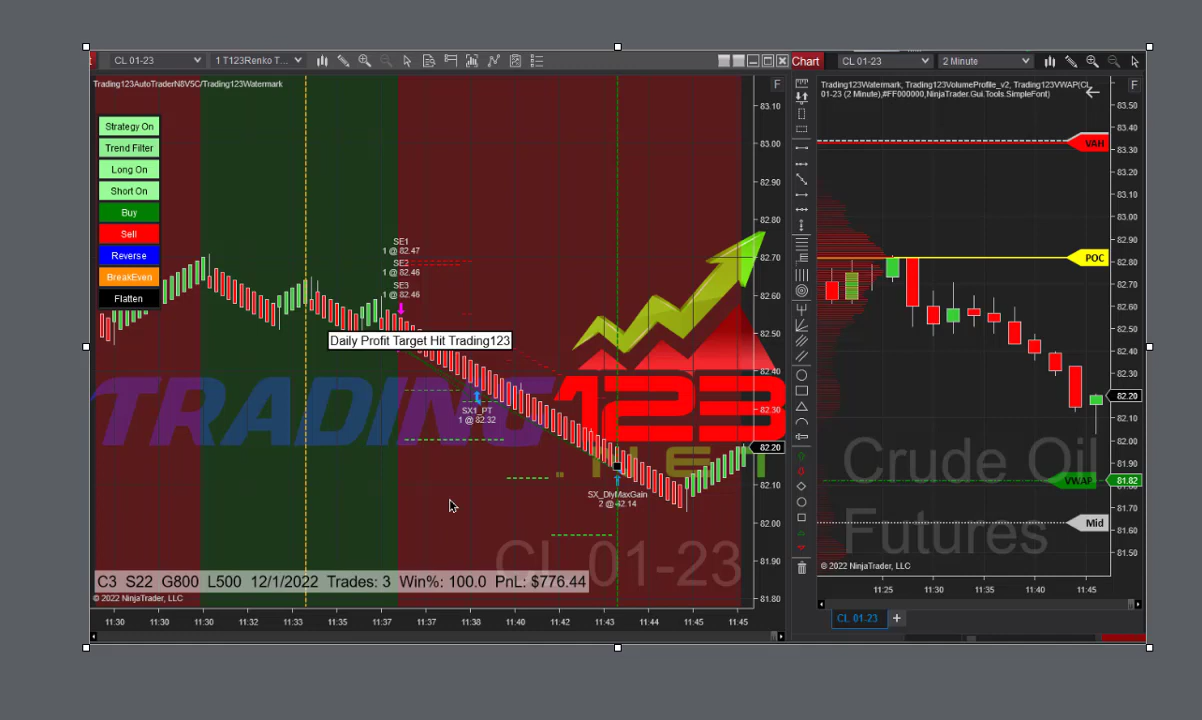 CL 01-23
1 T123Renko T...
Trading123AutoTraderN8V5C/Trading123Watermark
F
Strategy On
Trend Filter
Long On
Short On
Buy
Sell
Reverse
BreakEven
Flatten
SE1
1 @ 82.47
SE2
1 @ 82.46
SE3
1 @ 82.46
Daily Profit Target Hit Trading123
TRADING 123
.NET
SX1_PT
1 @ 82.32
SX_DlyMaxGain
2 @ 82.14
CL 01-23
C3 S22 G800 L500 12/1/2022 Trades: 3 Win%: 100.0 PnL: $776.44
© 2022 NinjaTrader, LLC
83.10
83.00
82.90
82.80
82.70
82.60
82.50
82.40
82.30
82.20
82.10
82.00
81.90
81.80
11:30 11:30 11:30 11:32 11:33 11:35 11:37 11:37 11:38 11:40 11:42 11:43 11:44 11:45 11:45
Chart
CL 01-23
2 Minute
Trading123Watermark, Trading123VolumeProfile_v2, Trading123VWAP(CL
01-23 (2 Minute),#FF000000,NinjaTrader.Gui.Tools.SimpleFont)
F
VAH
POC
VWAP
Mid
Crude Oil
Futures
83.50
83.40
83.30
83.20
83.10
83.00
82.90
82.80
82.70
82.60
82.50
82.40
82.30
82.20
82.10
82.00
81.90
81.82
81.70
81.60
81.50
© 2022 NinjaTrader, LLC
11:25 11:30 11:35 11:40 11:45
CL 01-23